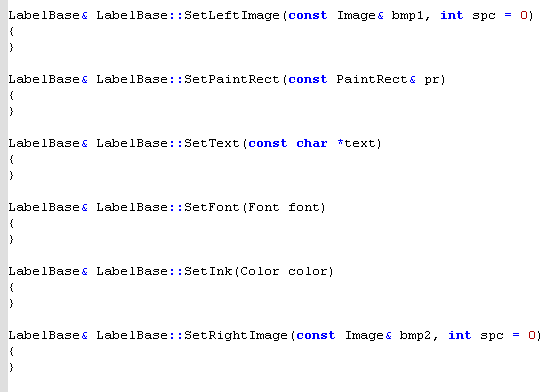 LabelBase& LabelBase::SetLeftImage(const Image& bmp1, int spc = 0)
{
}
LabelBase& LabelBase::SetPaintRect(const PaintRect& pr)
{
}
LabelBase& LabelBase::SetText(const char *text)
{
}
LabelBase& LabelBase::SetFont(Font font)
{
}
LabelBase& LabelBase::SetInk(Color color)
{
}
LabelBase& LabelBase::SetRightImage(const Image& bmp2, int spc = 0)
{
}